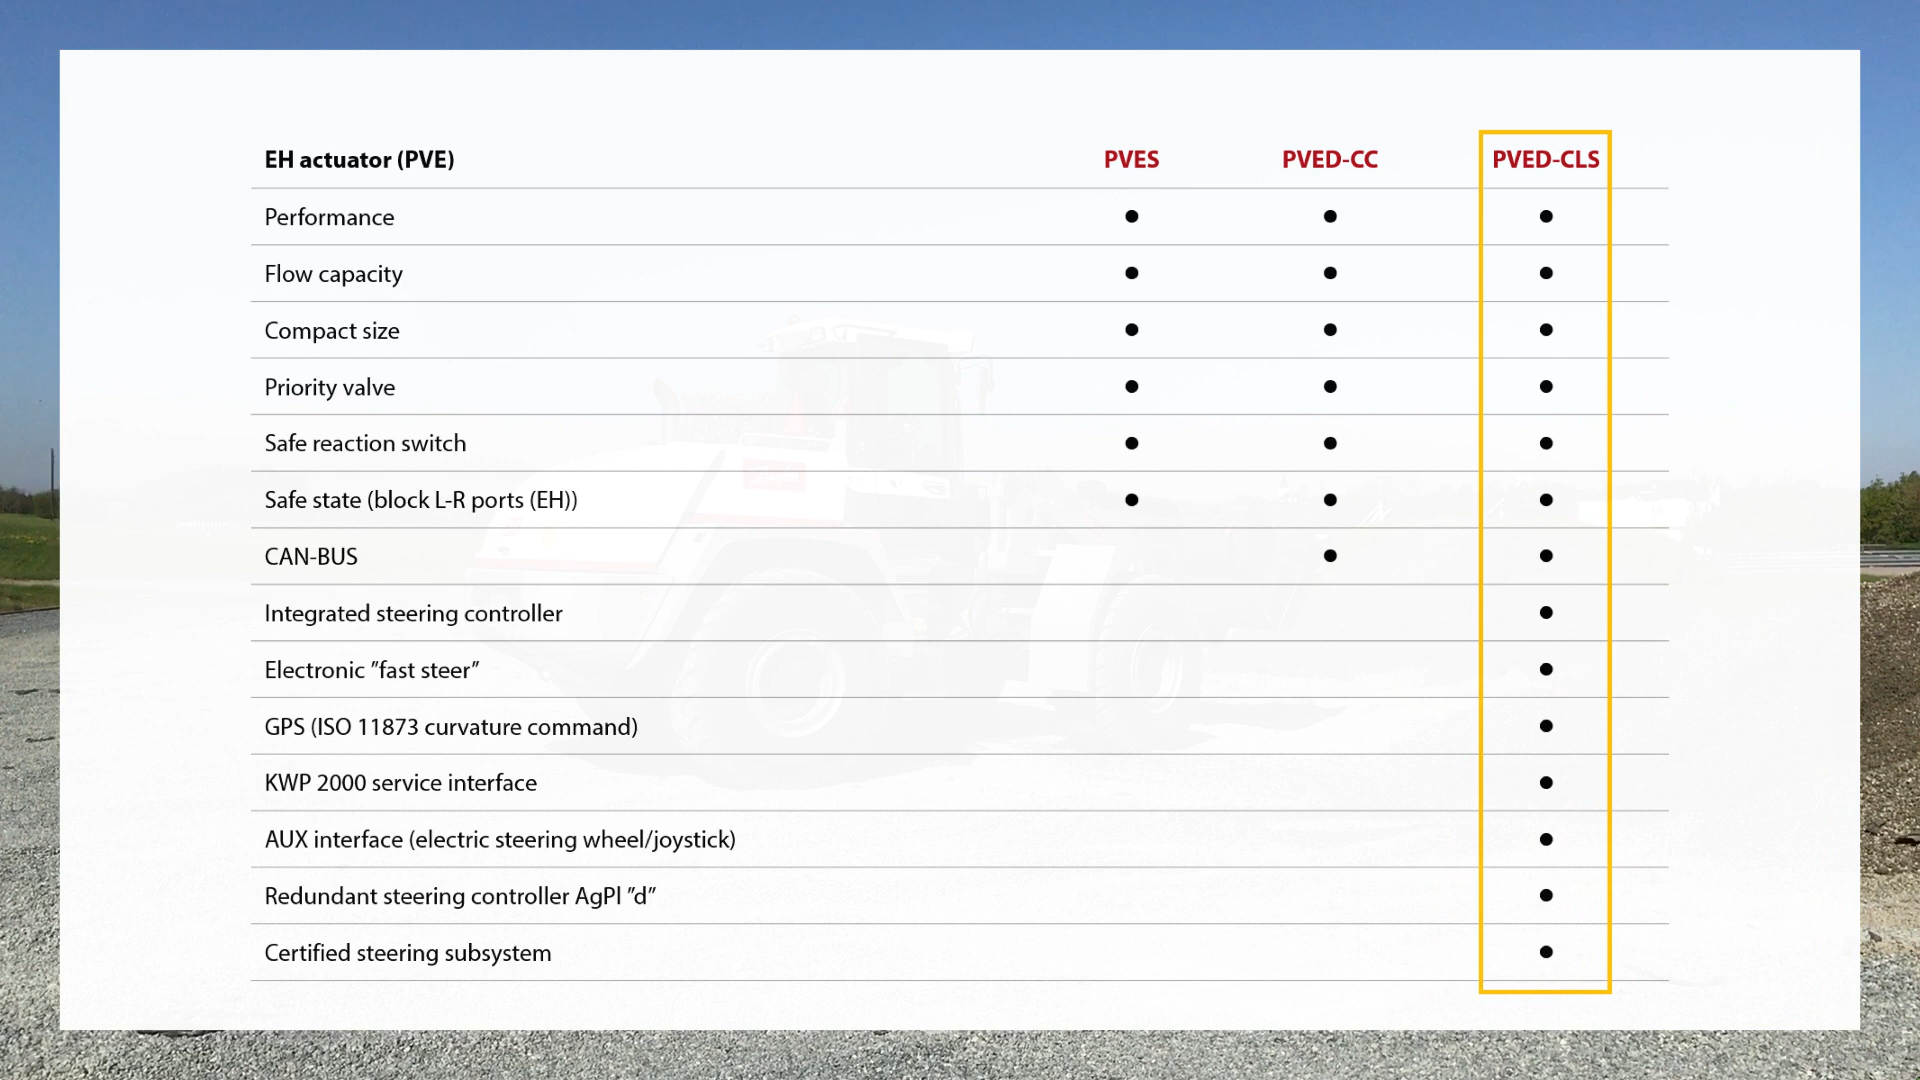 EH actuator (PVE) PVES PVED-CC PVED-CLS
Performance ● ● ●
Flow capacity ● ● ●
Compact size ● ● ●
Priority valve ● ● ●
Safe reaction switch ● ● ●
Safe state (block L-R ports (EH)) ● ● ●
CAN-BUS ● ●
Integrated steering controller ●
Electronic ”fast steer” ●
GPS (ISO 11873 curvature command) ●
KWP 2000 service interface ●
AUX interface (electric steering wheel/joystick) ●
Redundant steering controller AgPl ”d” ●
Certified steering subsystem ●